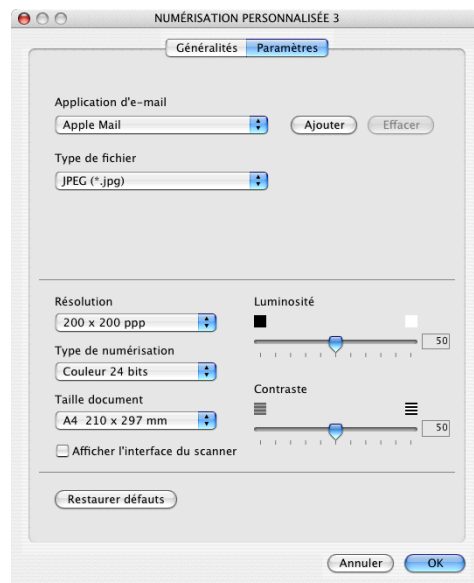 NUMÉRISATION PERSONNALISÉE 3
Généralités Paramètres
Application d'e-mail
Apple Mail Ajouter Effacer
Type de fichier
JPEG (*.jpg)
Résolution
200 x 200 ppp
Type de numérisation
Couleur 24 bits
Taille document
A4 210 x 297 mm
Afficher l'interface du scanner
Luminosité
50
Contraste
50
Restaurer défauts
Annuler OK